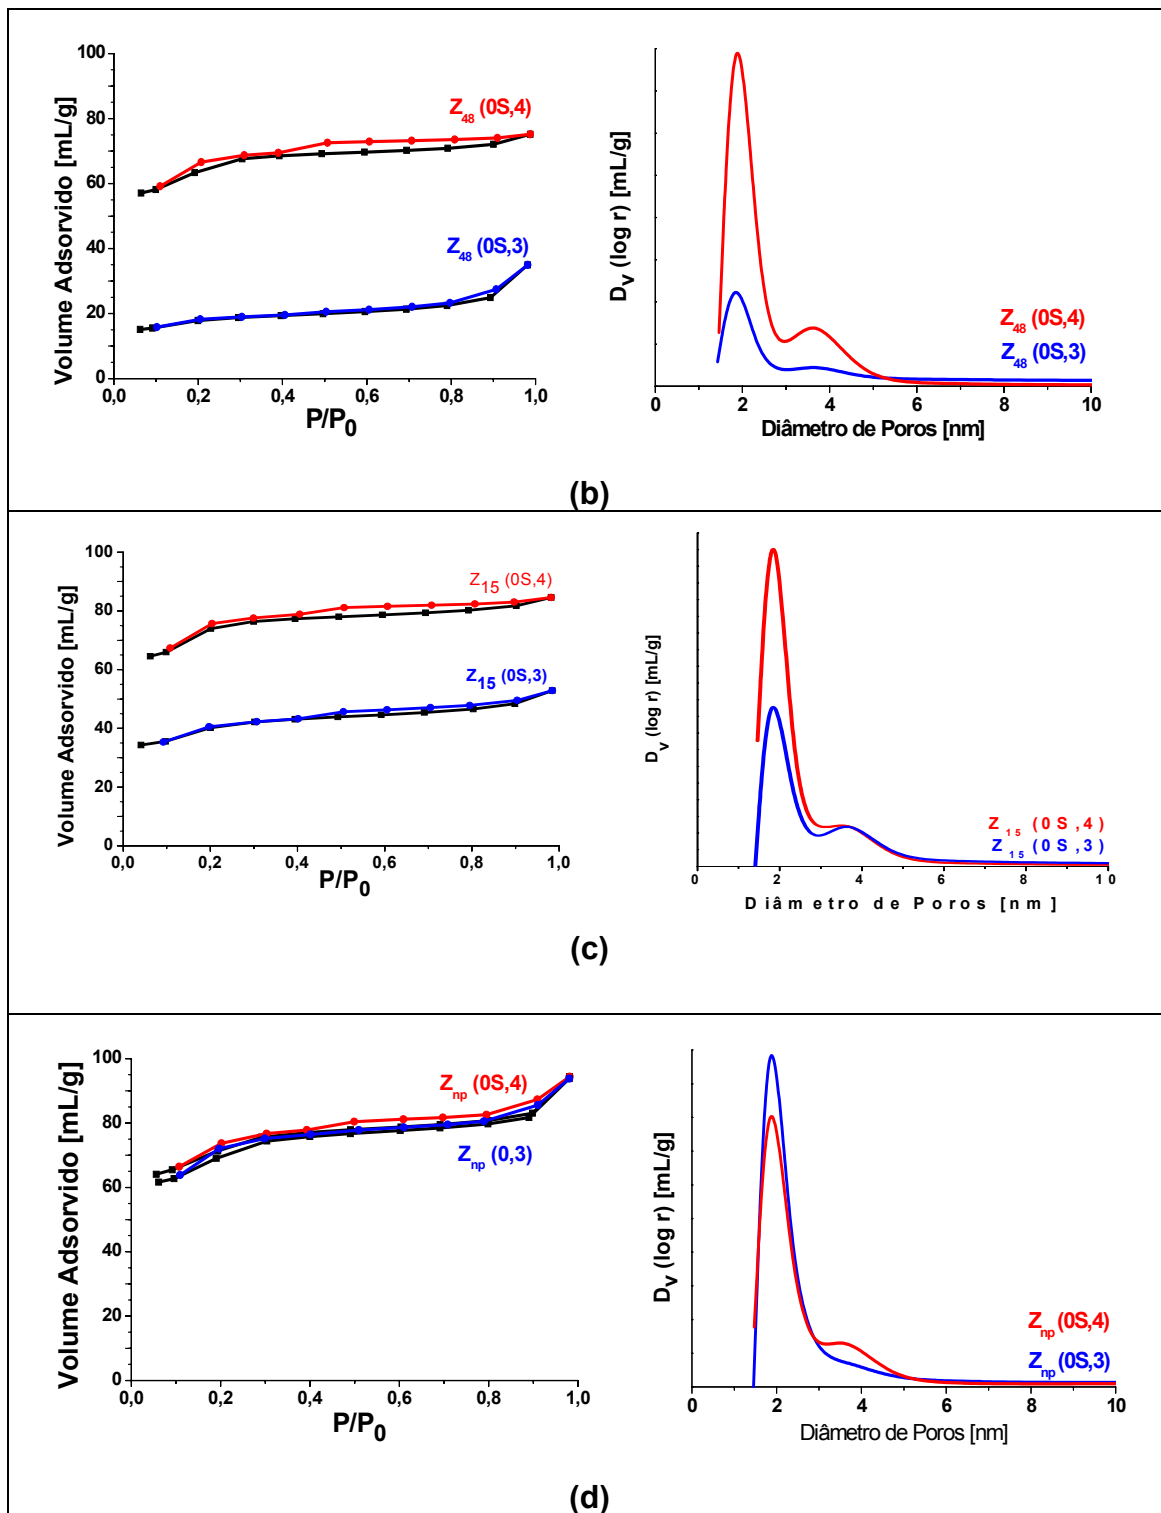 100
80
60
40
20
0
0,0 0,2 0,4 0,6 0,8 1,0
Volume Adsorvido [mL/g]
P/P0
Z48 (0S,4)
Z48 (0S,3)
DV (log r) [mL/g]
Z48 (0S,4)
Z48 (0S,3)
0 2 4 6 8 10
Diâmetro de Poros [nm]
(b)
100
80
60
40
20
0
0,0 0,2 0,4 0,6 0,8 1,0
Volume Adsorvido [mL/g]
P/P0
Z15 (0S,4)
Z15 (0S,3)
DV (log r) [mL/g]
Z15 (0S,4)
Z15 (0S,3)
0 2 4 6 8 10
Diâmetro de Poros [nm]
(c)
100
80
60
40
20
0
0,0 0,2 0,4 0,6 0,8 1,0
Volume Adsorvido [mL/g]
P/P0
Znp (0S,4)
Znp (0,3)
DV (log r) [mL/g]
Znp (0S,4)
Znp (0S,3)
0 2 4 6 8 10
Diâmetro de Poros [nm]
(d)